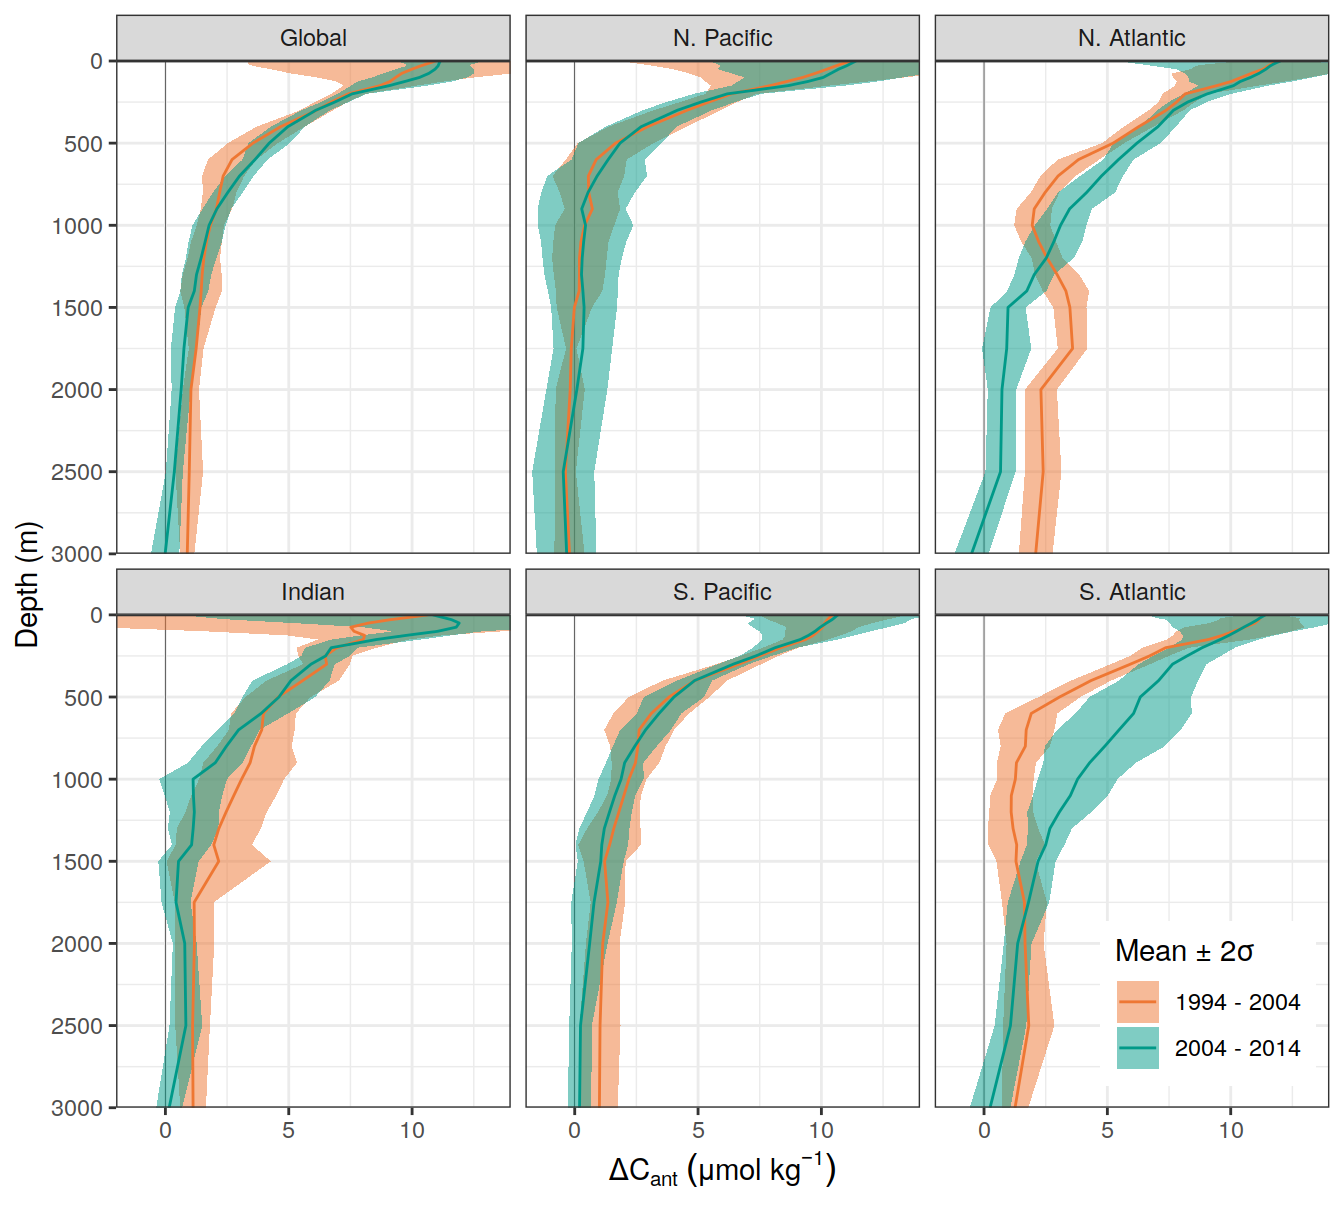 Global
N. Pacific
N. Atlantic
0
500
1000
1500
2000
2500
3000
Depth (m)
Indian
S. Pacific
S. Atlantic
0
500
1000
1500
2000
2500
3000
Mean ± 2σ
1994 - 2004
2004 - 2014
0 5 10
0 5 10
0 5 10
ΔCant (μmol kg−1)